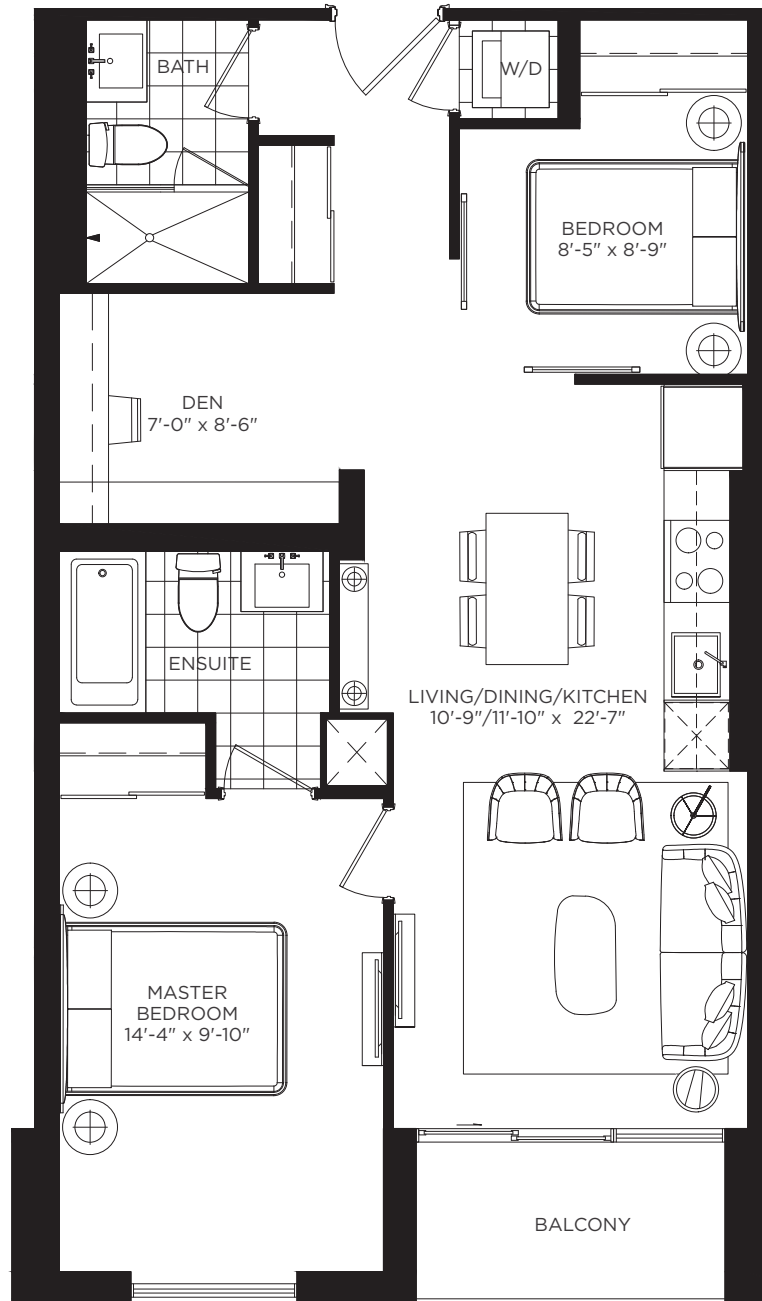 BATH
W/D
BEDROOM
8'-5" x 8'-9"
DEN
7'-0" x 8'-6"
ENSUITE
LIVING/DINING/KITCHEN
10'-9"/11'-10" x 22'-7"
MASTER
BEDROOM
14'-4" x 9'-10"
BALCONY